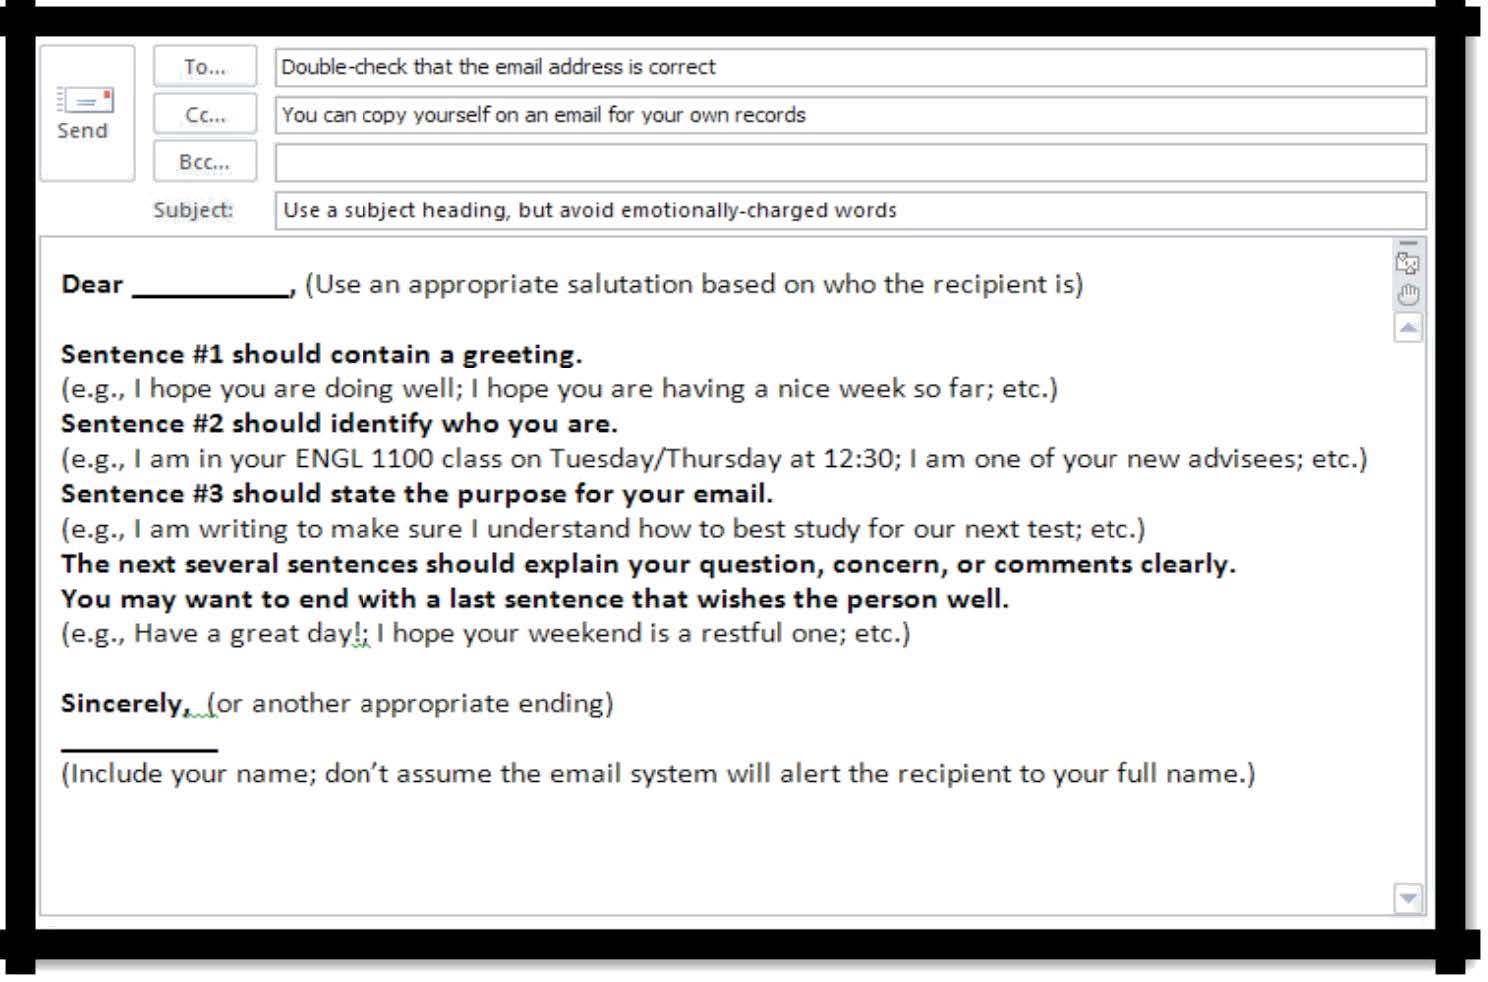 To...
Double-check that the email address is correct
Send
Cc...
You can copy yourself on an email for your own records
Bcc...
Subject:
Use a subject heading, but avoid emotionally-charged words
Dear ___________, (Use an appropriate salutation based on who the recipient is)
Sentence #1 should contain a greeting.
(e.g., I hope you are doing well; I hope you are having a nice week so far; etc.)
Sentence #2 should identify who you are.
(e.g., I am in your ENGL 1100 class on Tuesday/Thursday at 12:30; I am one of your new advisees; etc.)
Sentence #3 should state the purpose for your email.
(e.g., I am writing to make sure I understand how to best study for our next test; etc.)
The next several sentences should explain your question, concern, or comments clearly.
You may want to end with a last sentence that wishes the person well.
(e.g., Have a great day!; I hope your weekend is a restful one; etc.)
Sincerely, (or another appropriate ending)
___________
(Include your name; don’t assume the email system will alert the recipient to your full name.)